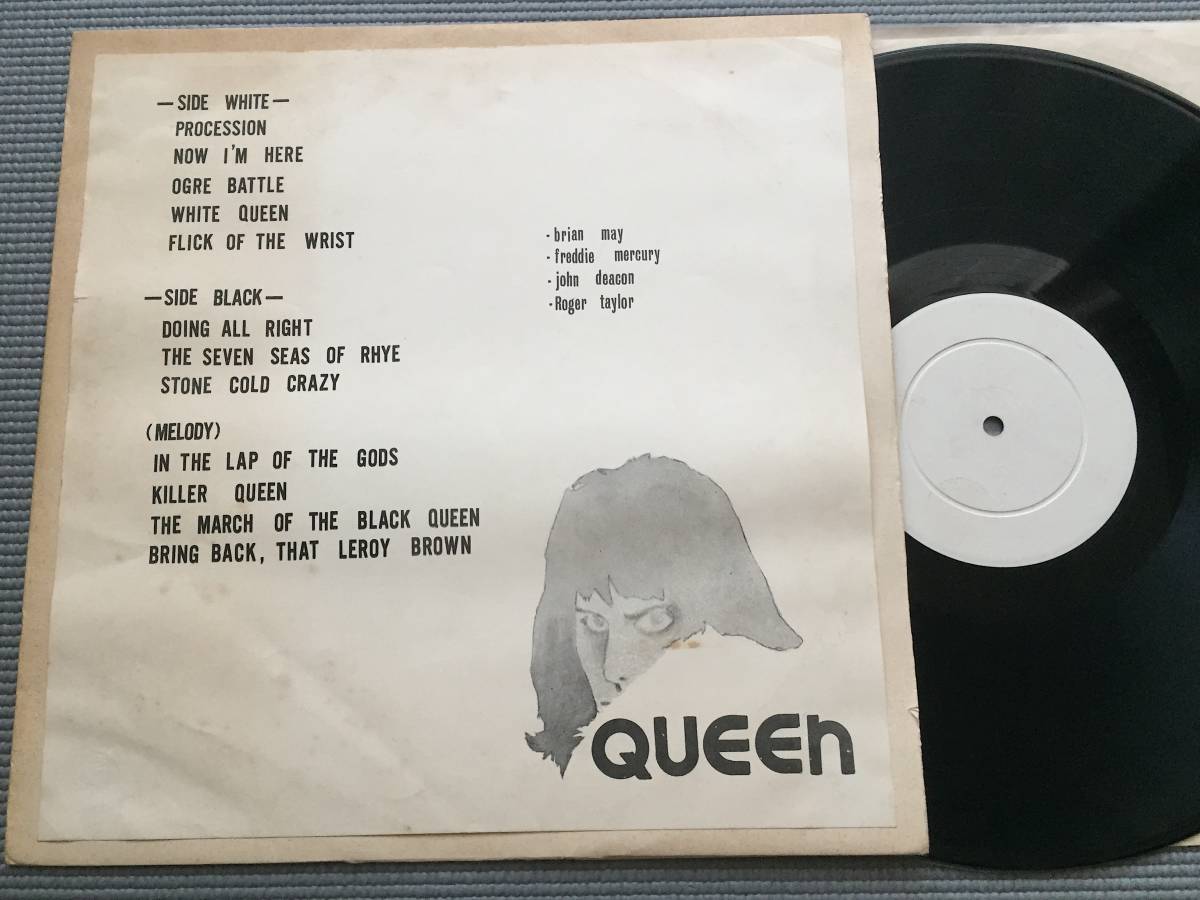 —SIDE WHITE—
PROCESSION
NOW I'M HERE
OGRE BATTLE
WHITE QUEEN
FLICK OF THE WRIST
—SIDE BLACK—
DOING ALL RIGHT
THE SEVEN SEAS OF RHYE
STONE COLD CRAZY
(MELODY)
IN THE LAP OF THE GODS
KILLER QUEEN
THE MARCH OF THE BLACK QUEEN
BRING BACK, THAT LEROY BROWN
- brian may
- freddie mercury
- john deacon
- Roger taylor
QUEEn